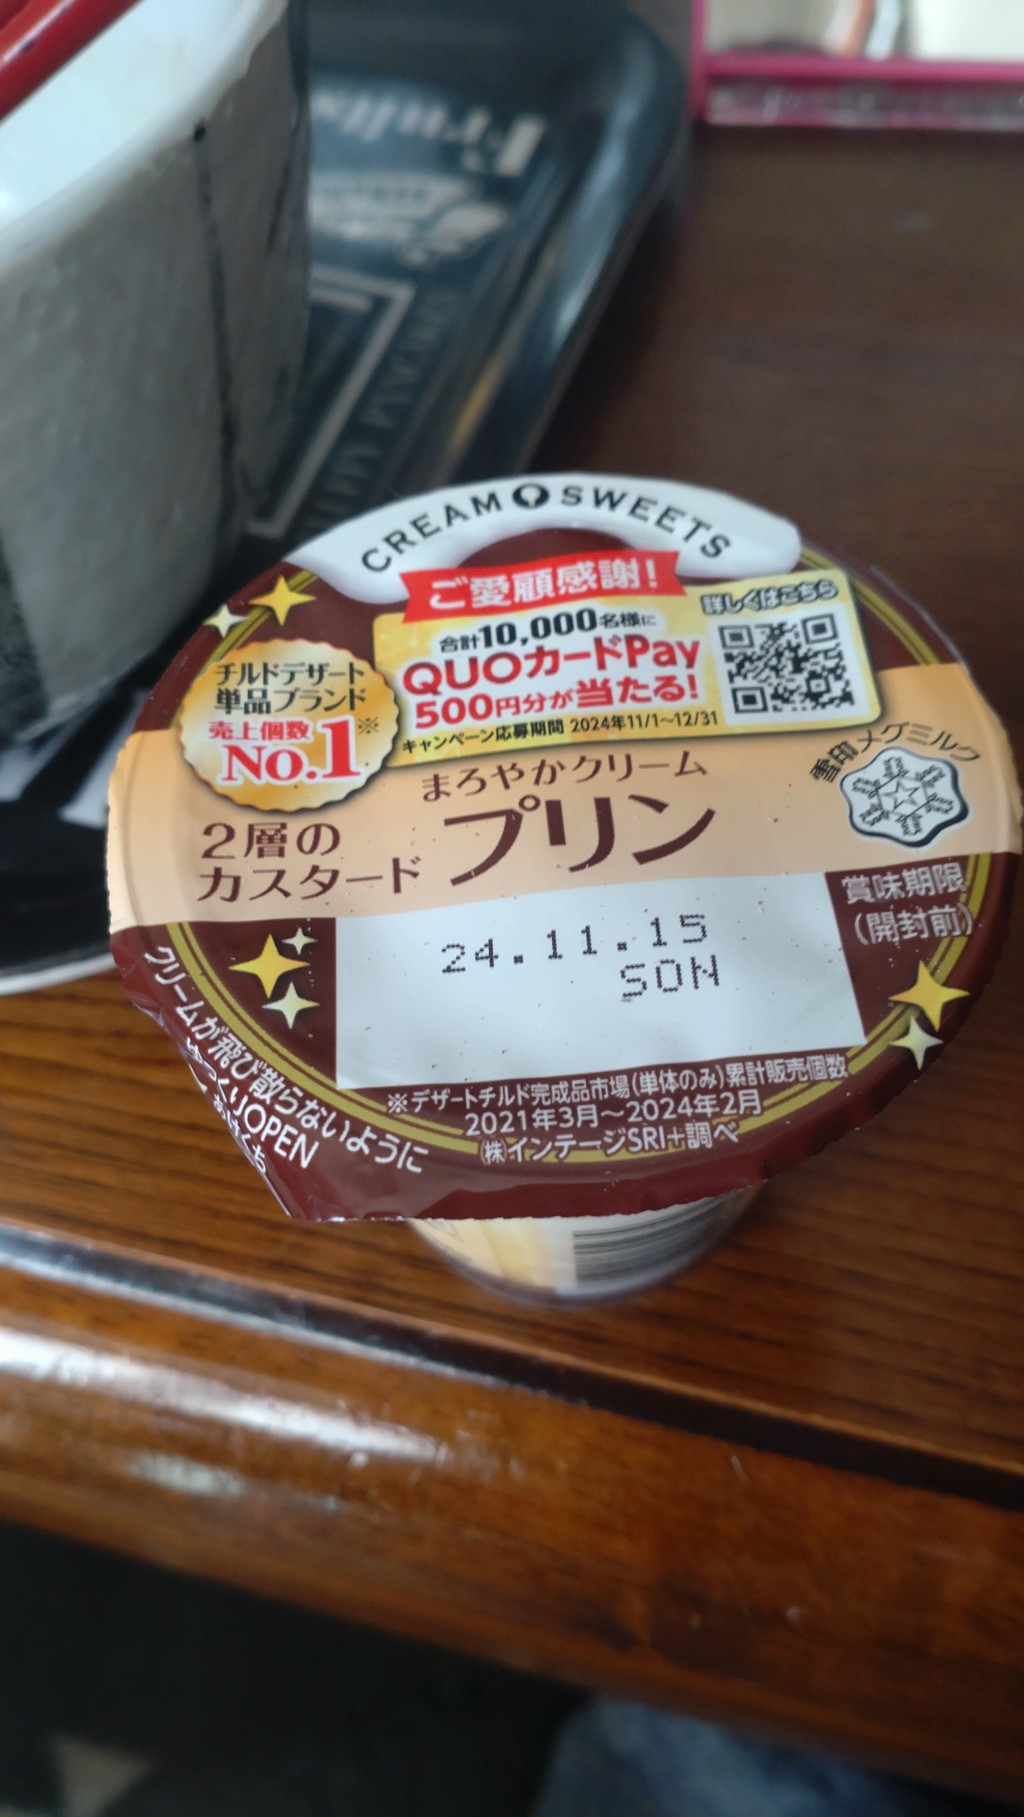 Fruits
CREAM SWEETS
ご愛顧感謝!
合計10,000名様に
QUOカードPay
500円分が当たる!
キャンペーン応募期間 2024年11/1~12/31
詳しくはこちら
チルドデザート
単品ブランド
売上個数※
No.1
雪印メグミルク
まろやかクリーム
プリン
2層の
カスタード
賞味期限
(開封前)
24.11.15
SON
クリームが飛び散らないように
ゆっくりOPEN
※デザートチルド完成品市場(単体のみ)累計販売個数
2021年3月~2024年2月
㈱インテージSRI+調べ